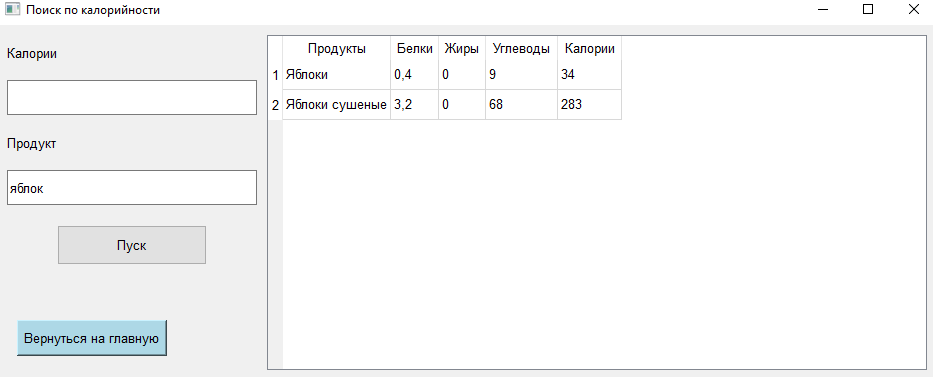 Поиск по калорийности
Калории
Продукт
яблок
Пуск
Вернуться на главную
Продукты Белки Жиры Углеводы Калории
1 Яблоки 0,4 0 9 34
2 Яблоки сушеные 3,2 0 68 283